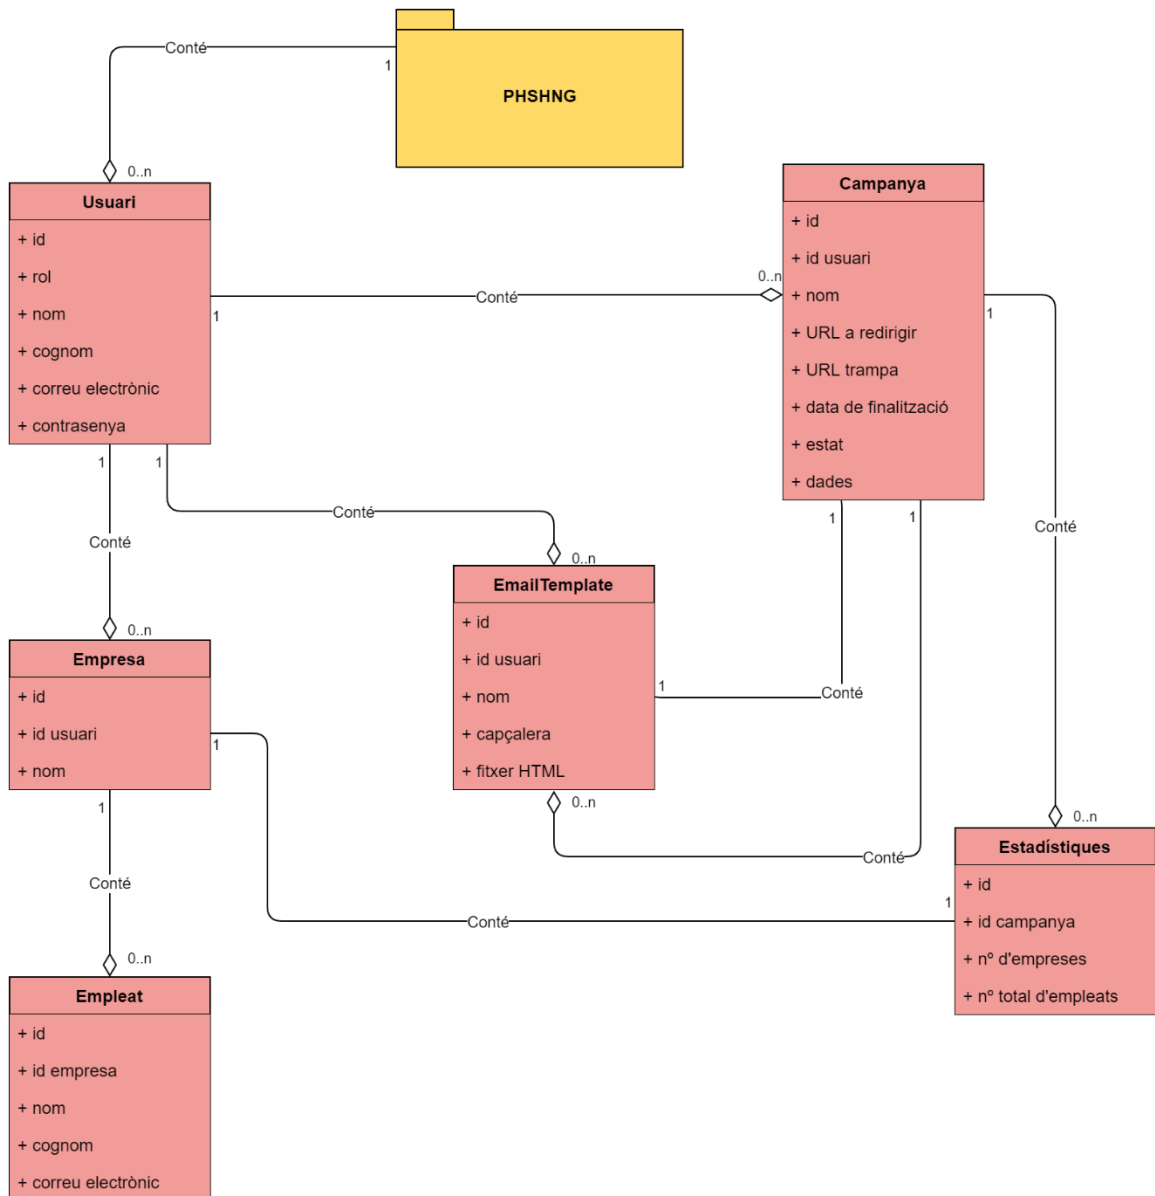 Conté
1
PHSHNG
0..n
Usuari
+ id
+ rol
+ nom
+ cognom
+ correu electrònic
+ contrasenya
1
Conté
0..n
Campanya
+ id
+ id usuari
+ nom
+ URL a redirigir
+ URL trampa
+ data de finalització
+ estat
+ dades
1
1
1
Conté
0..n
1
Conté
0..n
EmailTemplate
+ id
+ id usuari
+ nom
+ capçalera
+ fitxer HTML
1
Conté
1
0..n
Conté
1
Conté
0..n
Empresa
+ id
+ id usuari
+ nom
1
Conté
1
0..n
Estadístiques
+ id
+ id campanya
+ nº d'empreses
+ nº total d'empleats
1
Conté
0..n
Empleat
+ id
+ id empresa
+ nom
+ cognom
+ correu electrònic